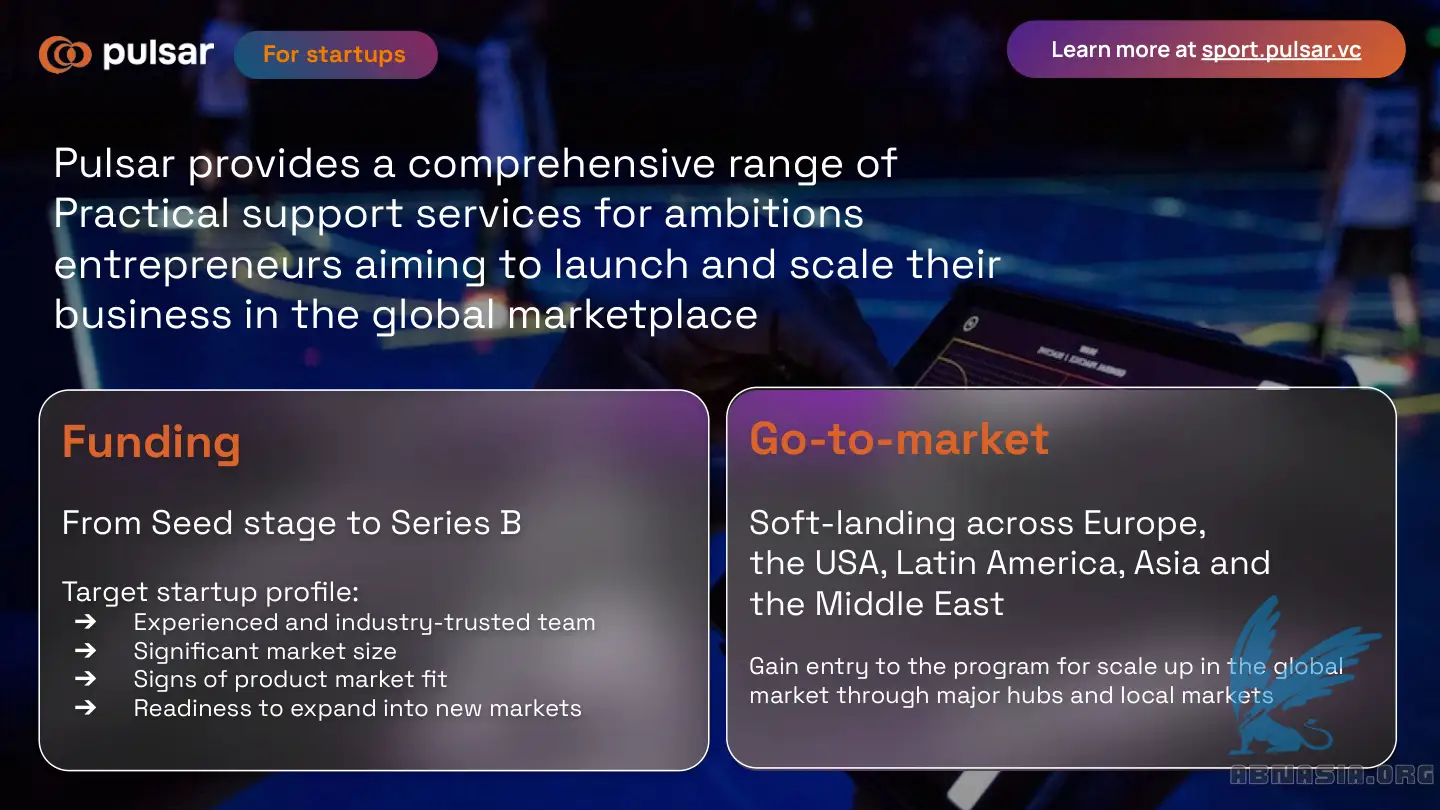 pulsar
For startups
Learn more at sport.pulsar.vc
Pulsar provides a comprehensive range of
Practical support services for ambitions
entrepreneurs aiming to launch and scale their
business in the global marketplace
Funding
From Seed stage to Series B
Target startup profile:
➔ Experienced and industry-trusted team
➔ Significant market size
➔ Signs of product market fit
➔ Readiness to expand into new markets
Go-to-market
Soft-landing across Europe,
the USA, Latin America, Asia and
the Middle East
Gain entry to the program for scale up in the global
market through major hubs and local markets
ABNASIA.ORG